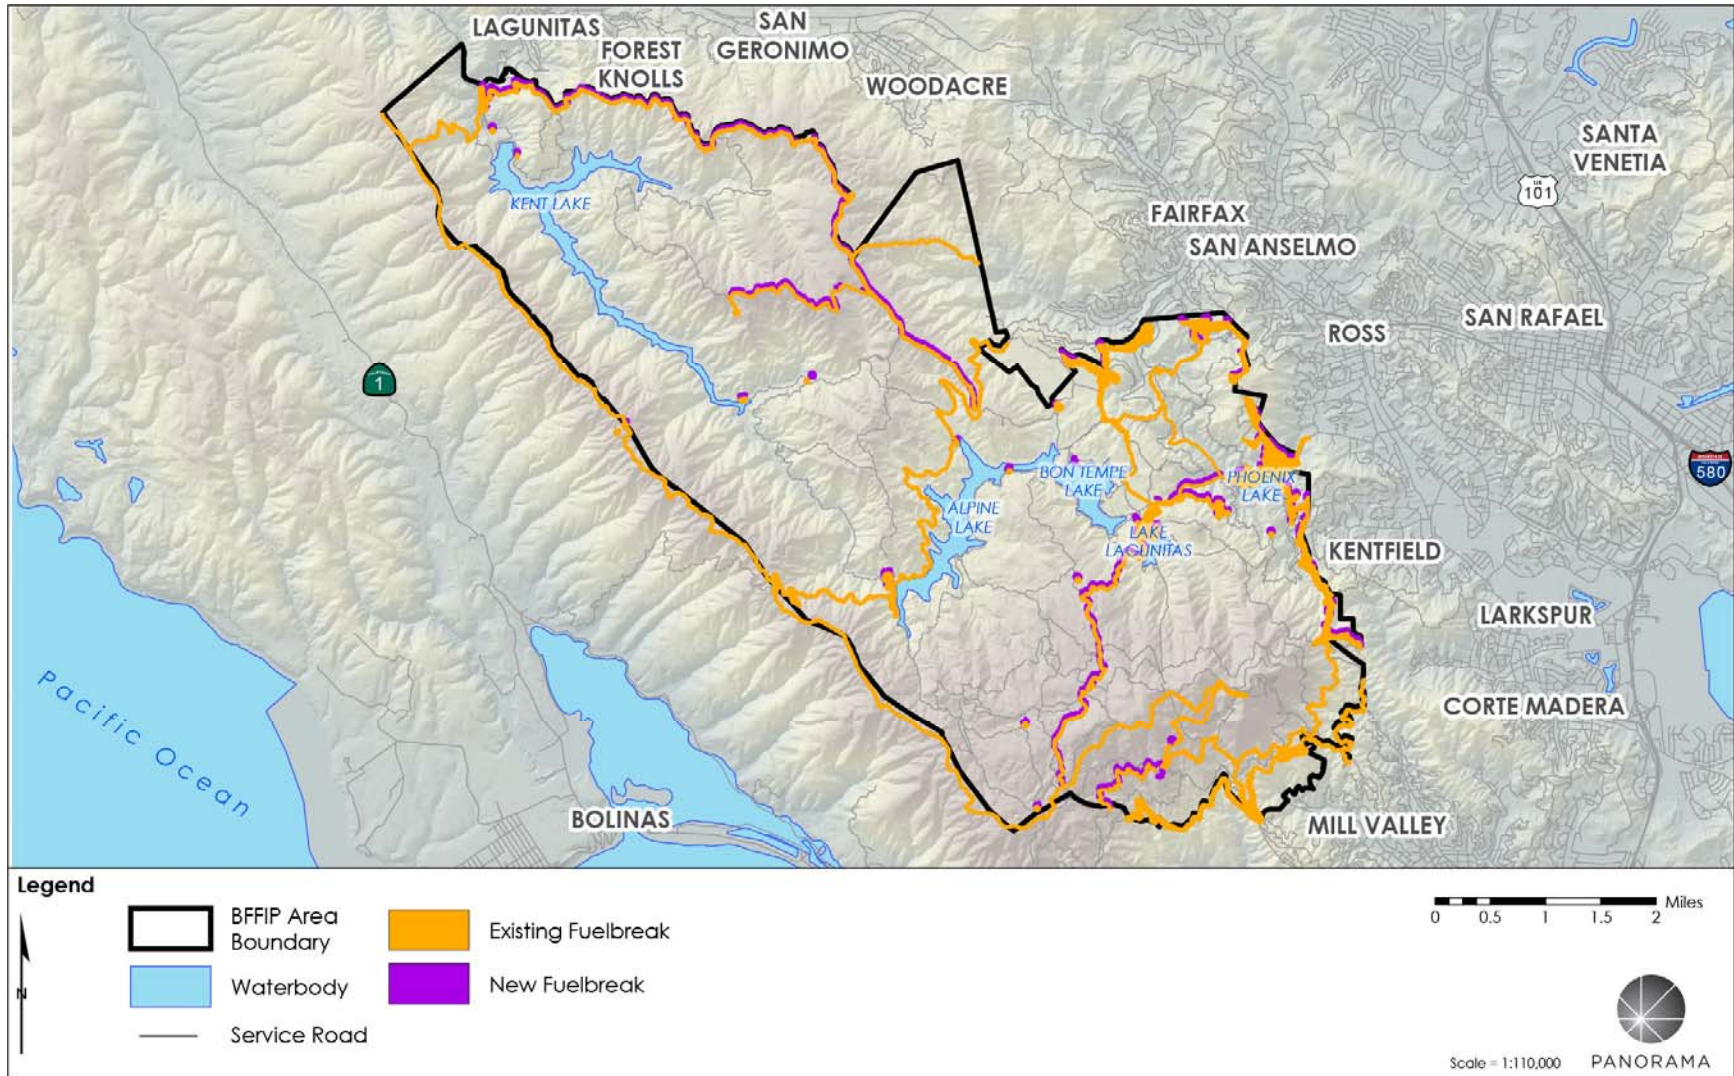 LAGUNITAS
SAN
GERONIMO
FOREST
KNOLLS
WOODACRE
SANTA
VENETIA
US
101
KENT LAKE
FAIRFAX
SAN ANSELMO
ROSS
SAN RAFAEL
1
580
BON TEMPE
LAKE
PHOENIX
LAKE
ALPINE
LAKE
LAKE
LAGUNITAS
KENTFIELD
LARKSPUR
CORTE MADERA
Pacific Ocean
BOLINAS
MILL VALLEY
Legend
N
BFFIP Area
Boundary
Waterbody
Service Road
Existing Fuelbreak
New Fuelbreak
Miles
0 0.5 1 1.5 2
Scale = 1:110,000
PANORAMA